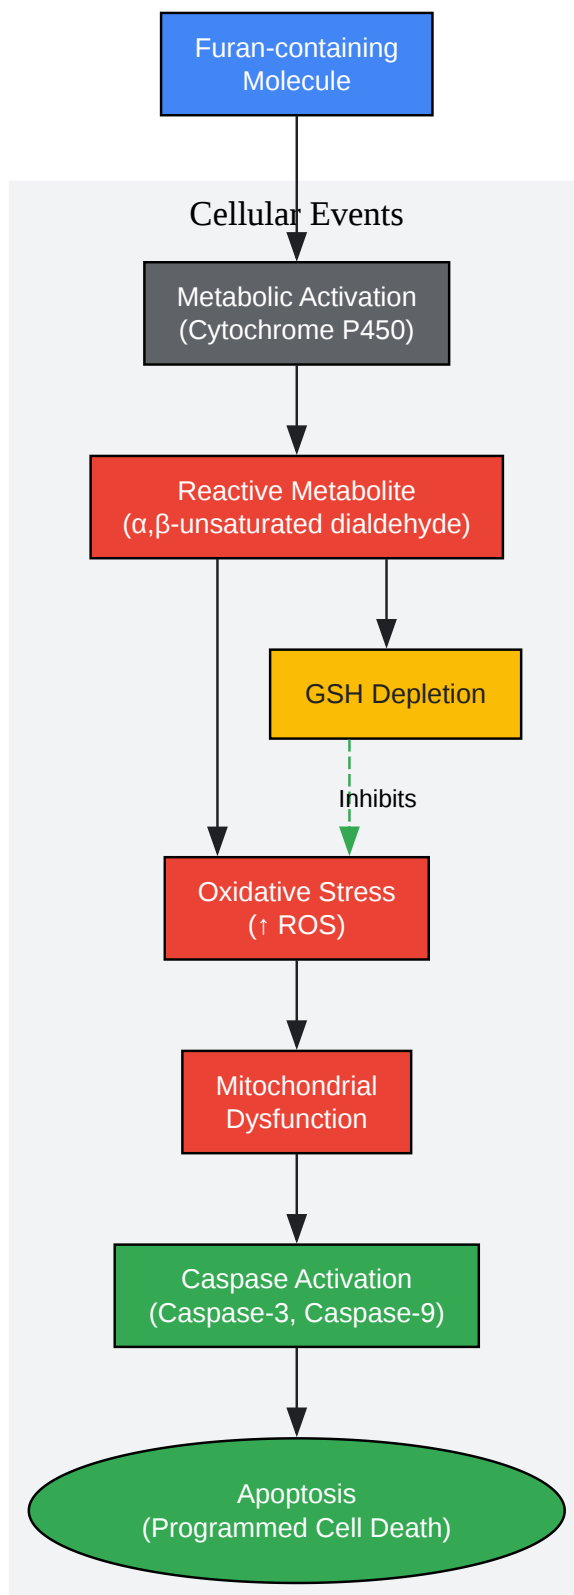 Furan-containing
Molecule
Cellular Events
Metabolic Activation
(Cytochrome P450)
Reactive Metabolite
(α,β-unsaturated dialdehyde)
GSH Depletion
Inhibits
Oxidative Stress
(↑ ROS)
Mitochondrial
Dysfunction
Caspase Activation
(Caspase-3, Caspase-9)
Apoptosis
(Programmed Cell Death)